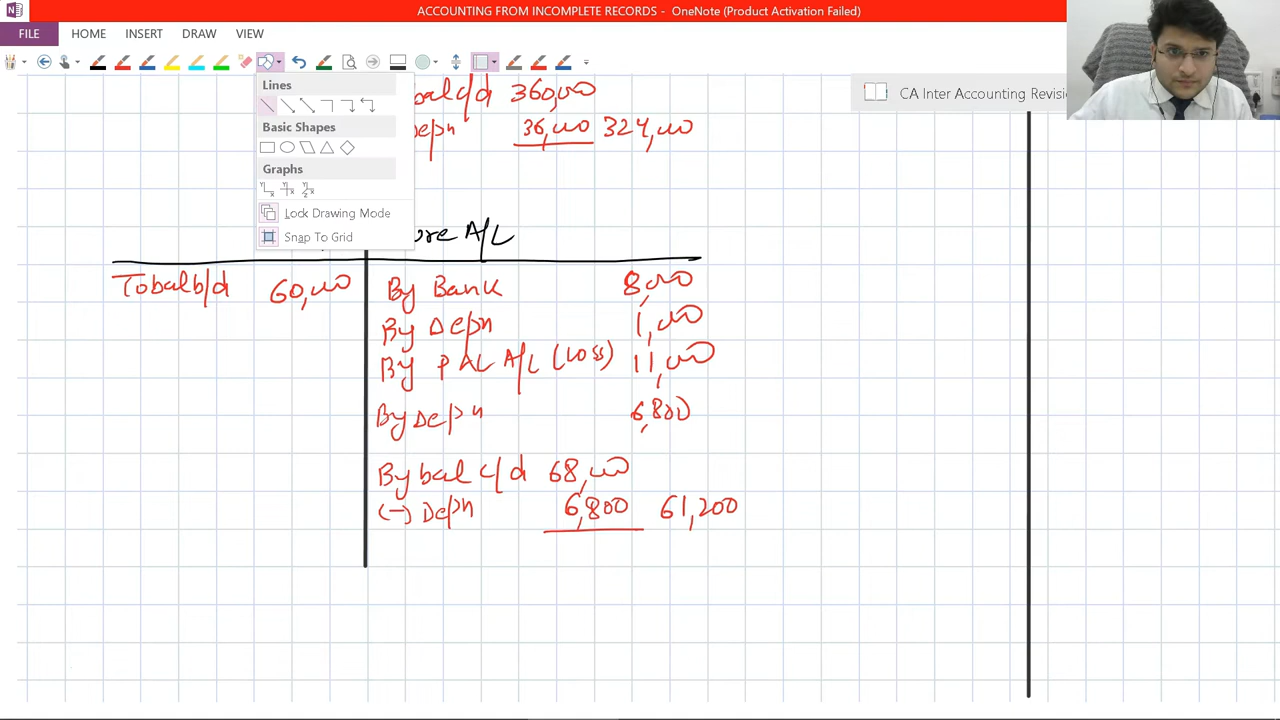 ACCOUNTING FROM INCOMPLETE RECORDS - OneNote (Product Activation Failed)
FILE HOME INSERT DRAW VIEW
Lines
Basic Shapes
Graphs
Lock Drawing Mode
Snap To Grid
CA Inter Accounting Revisi
bal c/d 360,000
Depn 36,000 324,000
ure A/c
To bal b/d 60,000
By Bank 8,000
By Depn 1,000
By P&L A/c (Loss) 11,000
By Depn 6,800
By bal c/d 68,000
(-) Depn 6,800 61,200